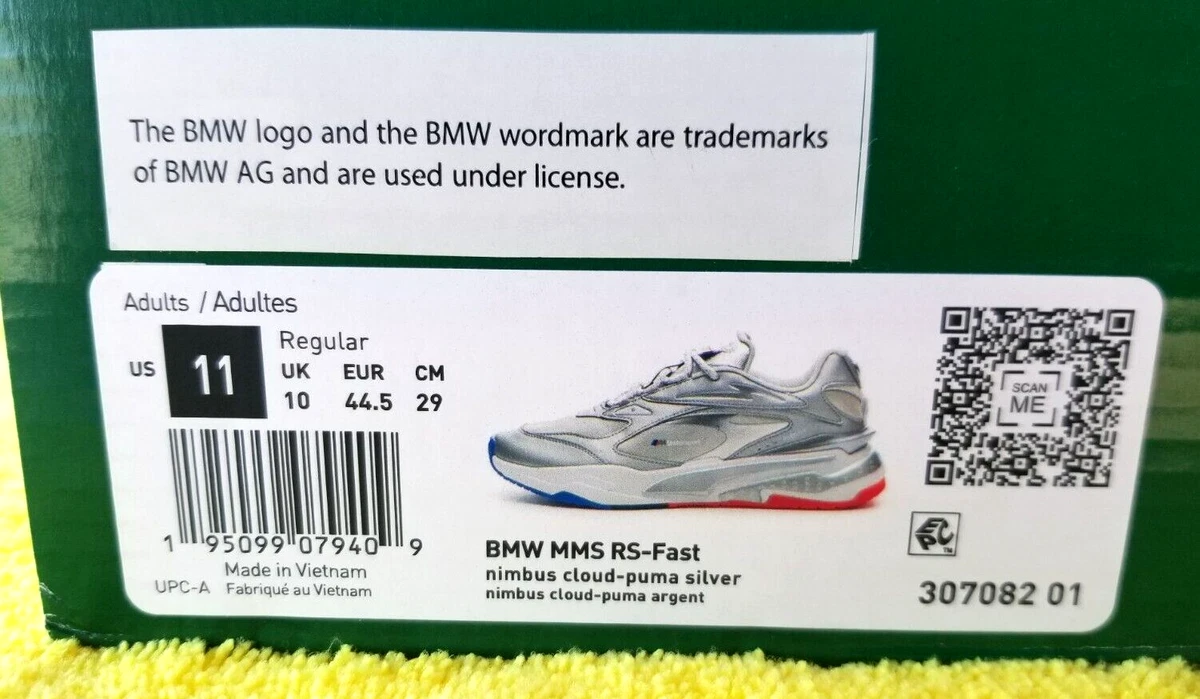 The BMW logo and the BMW wordmark are trademarks
of BMW AG and are used under license.
Adults / Adultes
US 11
Regular
UK EUR CM
10 44.5 29
1 95099 07940 9
Made in Vietnam
UPC-A Fabriqué au Vietnam
BMW MMS RS-Fast
nimbus cloud-puma silver
nimbus cloud-puma argent
SCAN
ME
EPC™
307082 01